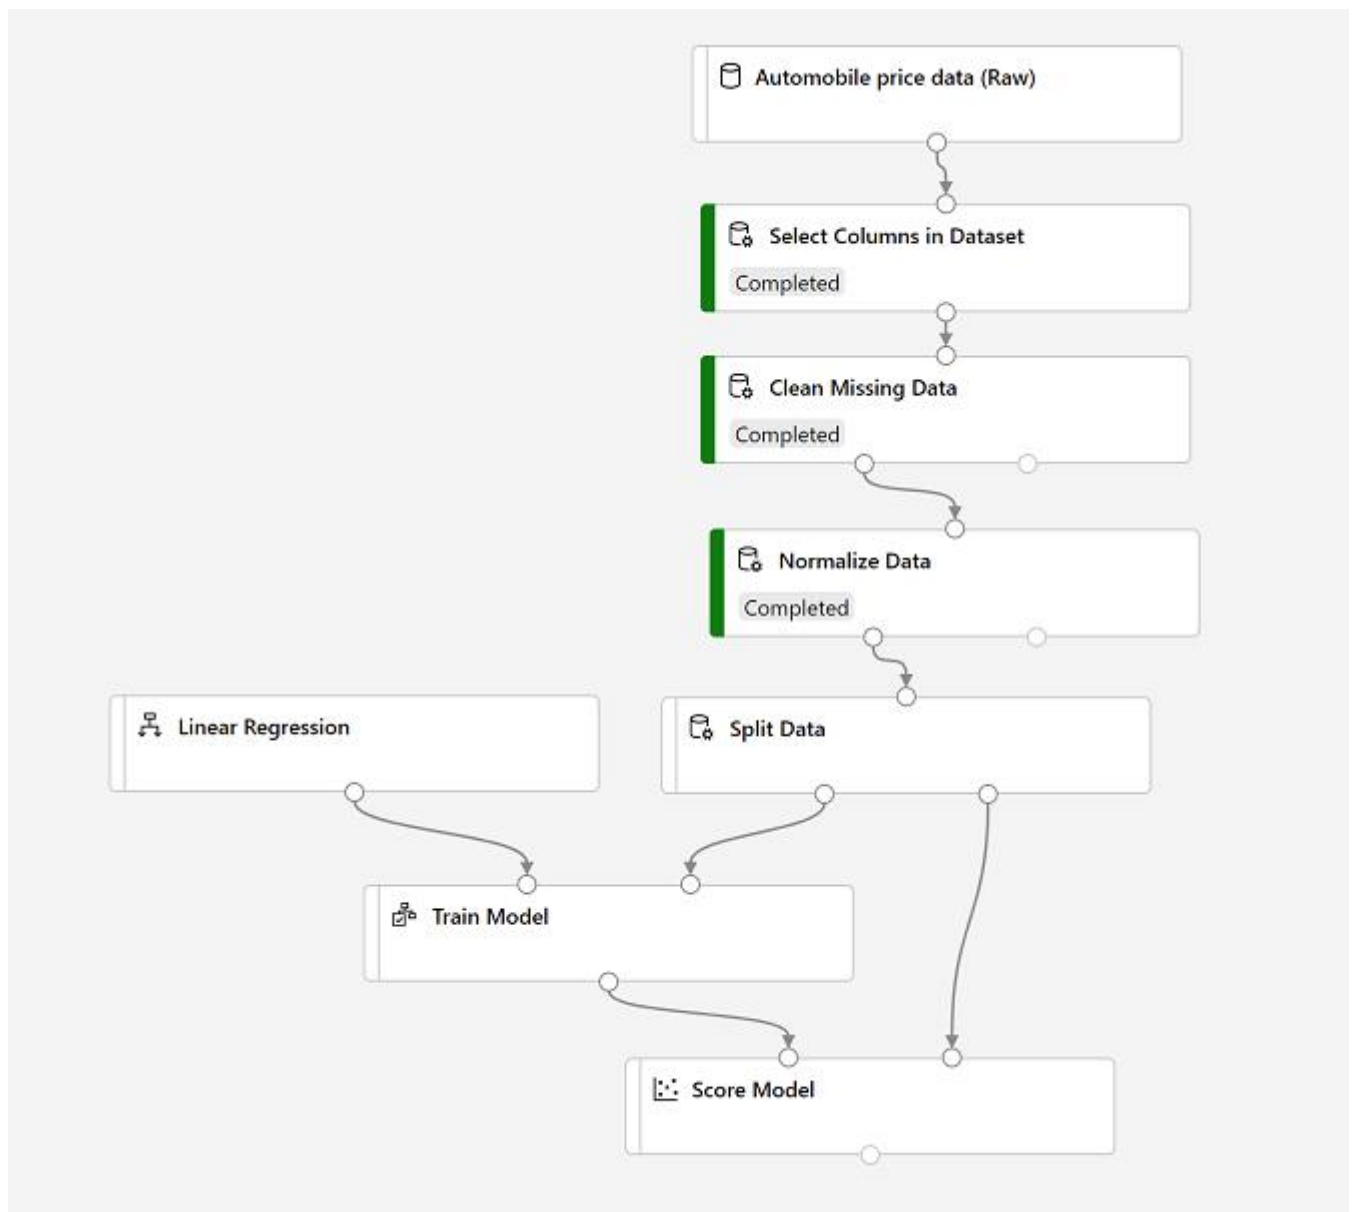 Automobile price data (Raw)
Select Columns in Dataset
Completed
Clean Missing Data
Completed
Normalize Data
Completed
Linear Regression
Split Data
Train Model
Score Model